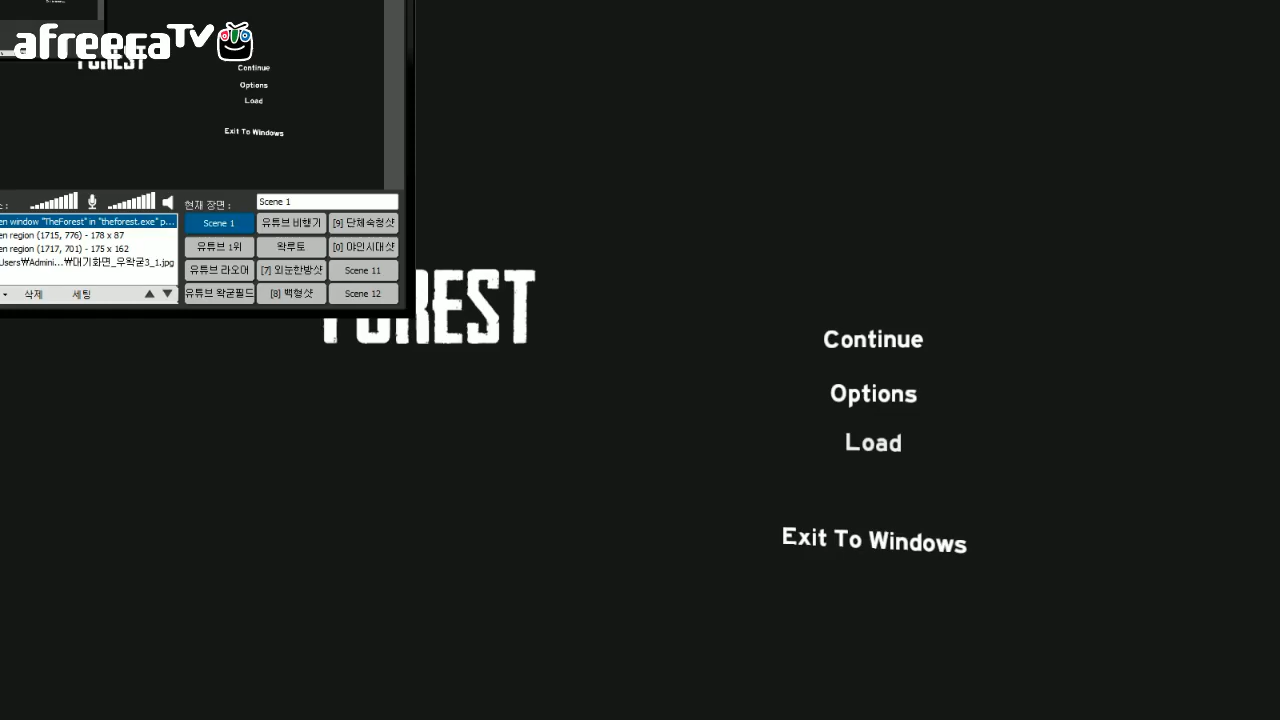 afreecaTV
FOREST
Continue
Options
Load
Exit To Windows
현재 장면 :
Scene 1
en window "TheForest" in "theforest.exe" p...
en region (1715, 776) - 178 x 87
en region (1717, 701) - 175 x 162
Users₩Admini...₩대기화면_우왁굳3_1.jpg
삭제
세팅
Scene 1
유튜브 비행기
[9] 단체숙청샷
유튜브 1위
왁루토
[0] 야인시대샷
유튜브 라오어
[7] 외눈한방샷
Scene 11
유튜브 왁굳필드
[8] 백형샷
Scene 12
FOREST
Continue
Options
Load
Exit To Windows